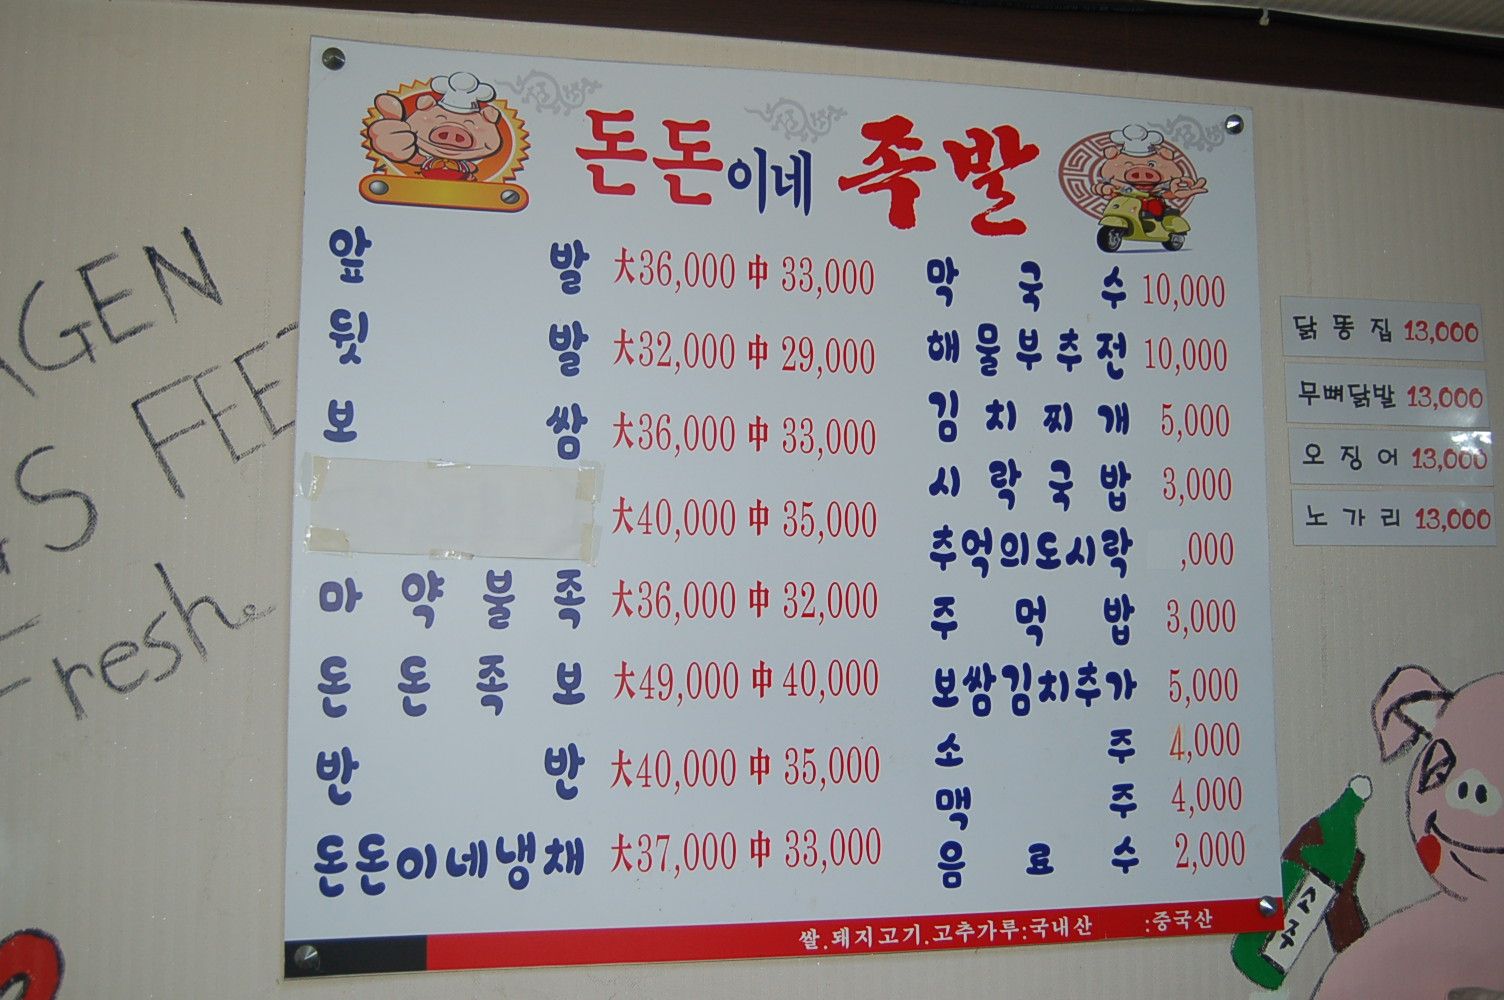 돈돈이네 족발
앞발 大36,000 中33,000
뒷발 大32,000 中29,000
보쌈 大36,000 中33,000
大40,000 中35,000
마약불족 大36,000 中32,000
돈돈족보 大49,000 中40,000
반반 大40,000 中35,000
돈돈이네냉채 大37,000 中33,000
막국수 10,000
해물부추전 10,000
김치찌개 5,000
시락국밥 3,000
추억의도시락 ,000
주먹밥 3,000
보쌈김치추가 5,000
소주 4,000
맥주 4,000
음료수 2,000
쌀.돼지고기.고추가루:국내산 :중국산
닭똥집 13,000
무뼈닭발 13,000
오징어 13,000
노가리 13,000
GEN
S FEE
Fresh
소주